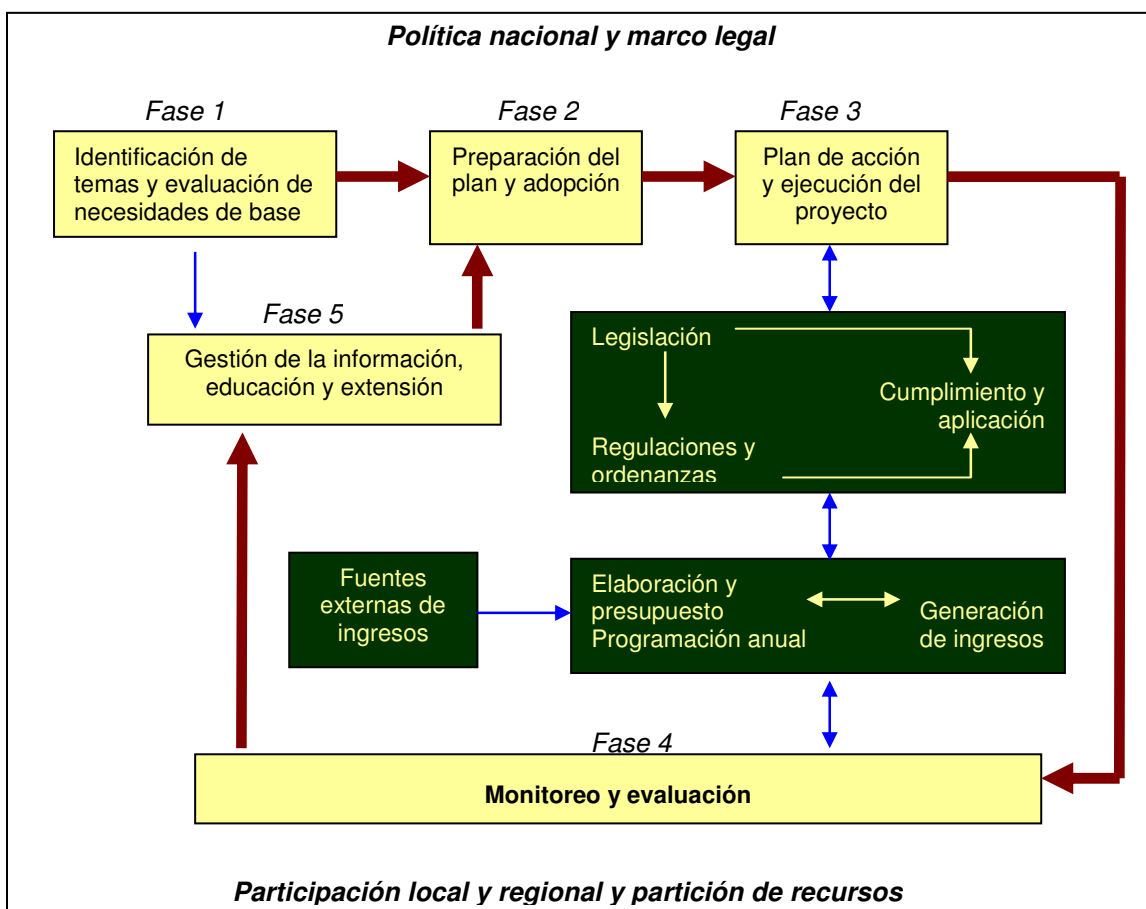 Política nacional y marco legal
Fase 1
Fase 2
Fase 3
Identificación de
temas y evaluación de
necesidades de base
Preparación del
plan y adopción
Plan de acción
y ejecución del
proyecto
Fase 5
Gestión de la información,
educación y extensión
Legislación
Cumplimiento y
aplicación
Regulaciones y
ordenanzas
Fuentes
externas de
ingresos
Elaboración y
presupuesto
Programación anual
Generación
de ingresos
Fase 4
Monitoreo y evaluación
Participación local y regional y partición de recursos